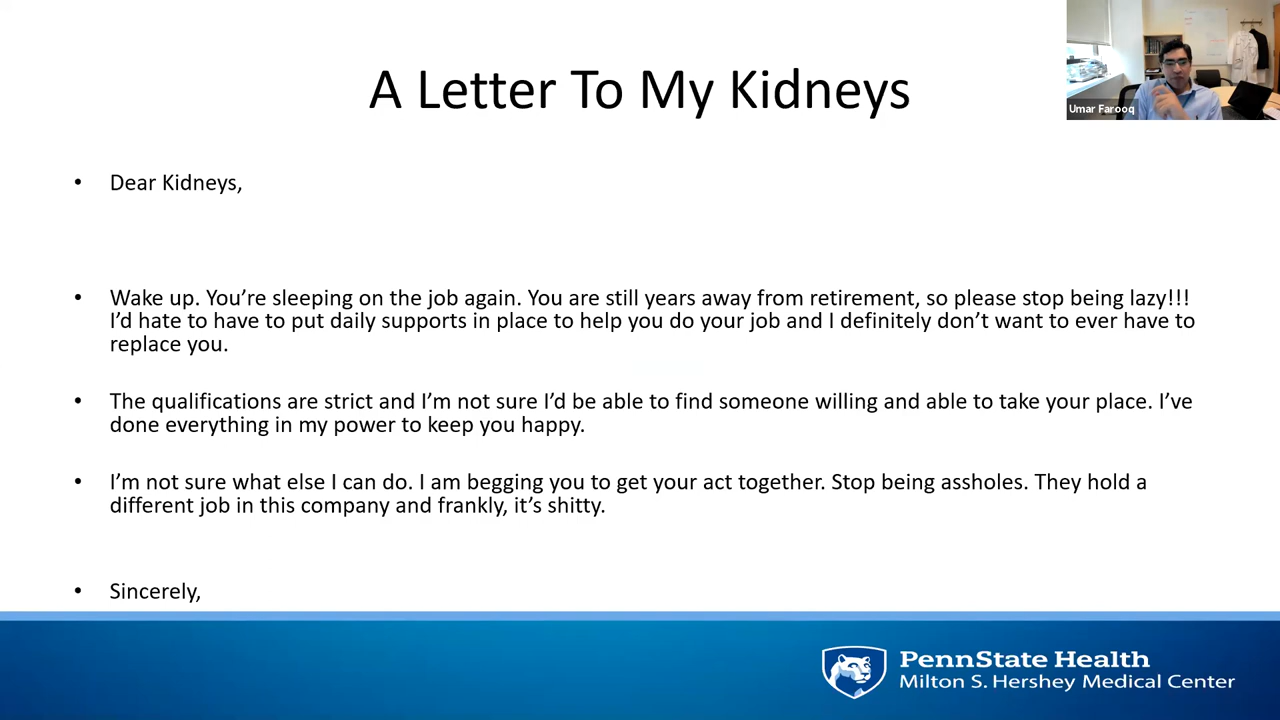 A Letter To My Kidneys
Umar Farooq
• Dear Kidneys,
• Wake up. You’re sleeping on the job again. You are still years away from retirement, so please stop being lazy!!!
I’d hate to have to put daily supports in place to help you do your job and I definitely don’t want to ever have to
replace you.
• The qualifications are strict and I’m not sure I’d be able to find someone willing and able to take your place. I’ve
done everything in my power to keep you happy.
• I’m not sure what else I can do. I am begging you to get your act together. Stop being assholes. They hold a
different job in this company and frankly, it’s shitty.
• Sincerely,
PennState Health
Milton S. Hershey Medical Center